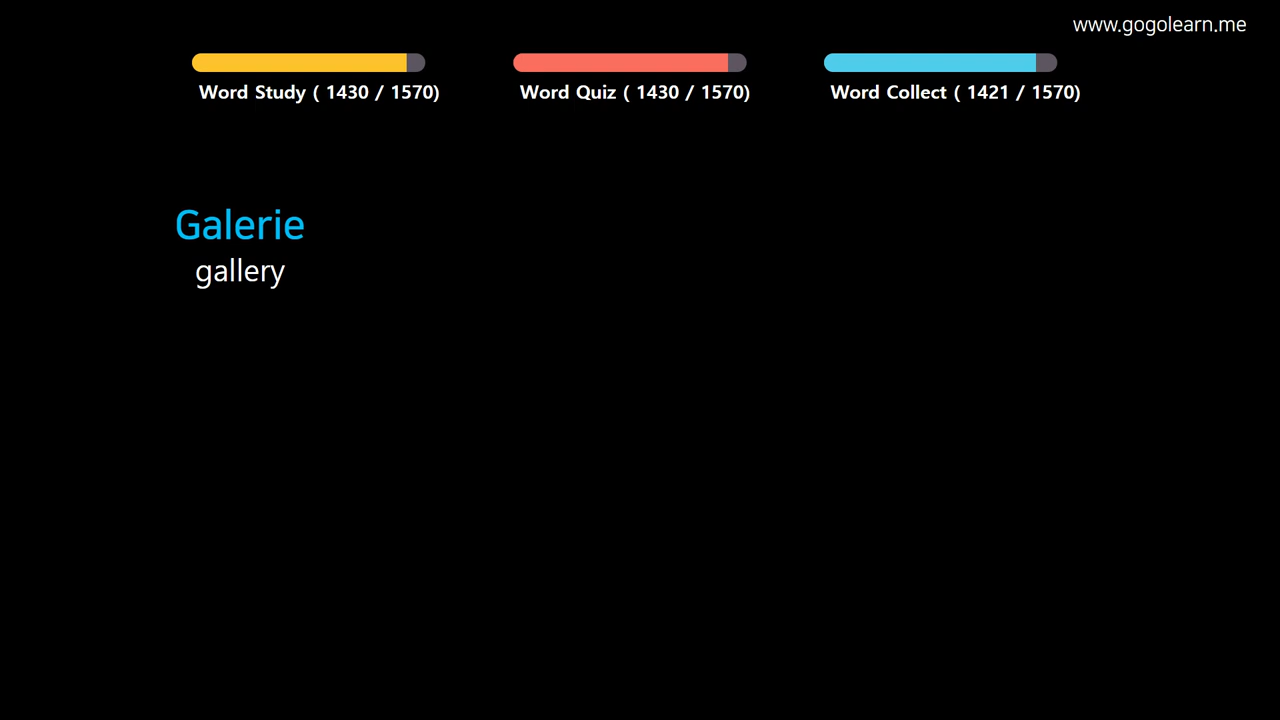 www.gogolearn.me
Word Study ( 1430 / 1570)
Word Quiz ( 1430 / 1570)
Word Collect ( 1421 / 1570)
Galerie
gallery